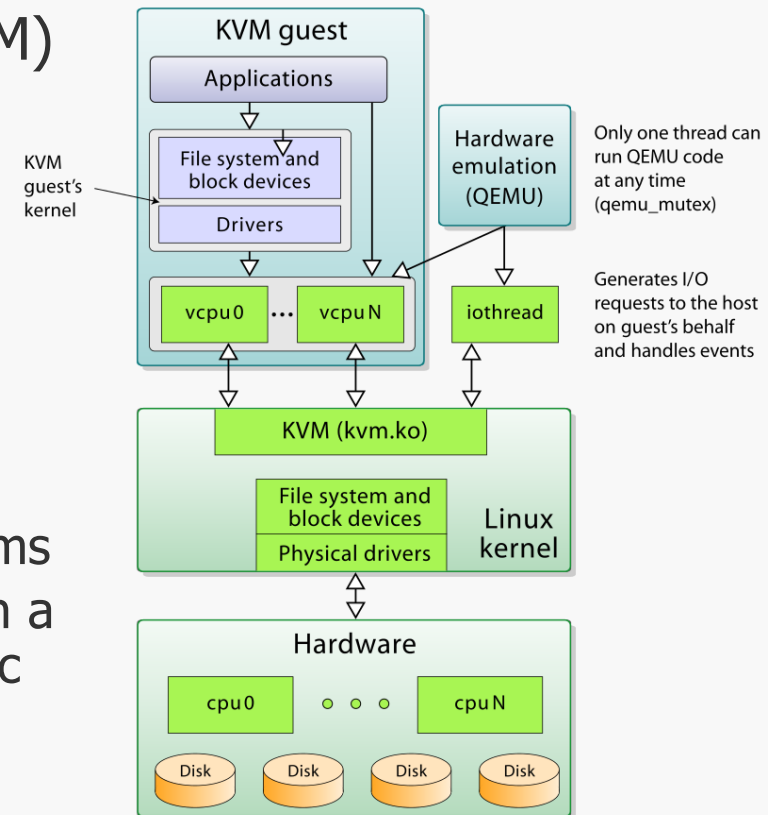 M)
KVM guest
Applications
KVM
guest's
kernel
File system and
block devices
Drivers
vcpu0
...
vcpuN
Hardware
emulation
(QEMU)
Only one thread can
run QEMU code
at any time
(qemu_mutex)
iothread
Generates I/O
requests to the host
on guest's behalf
and handles events
KVM (kvm.ko)
File system and
block devices
Physical drivers
Linux
kernel
ms
n a
c
Hardware
cpu0
cpuN
Disk
Disk
Disk
Disk